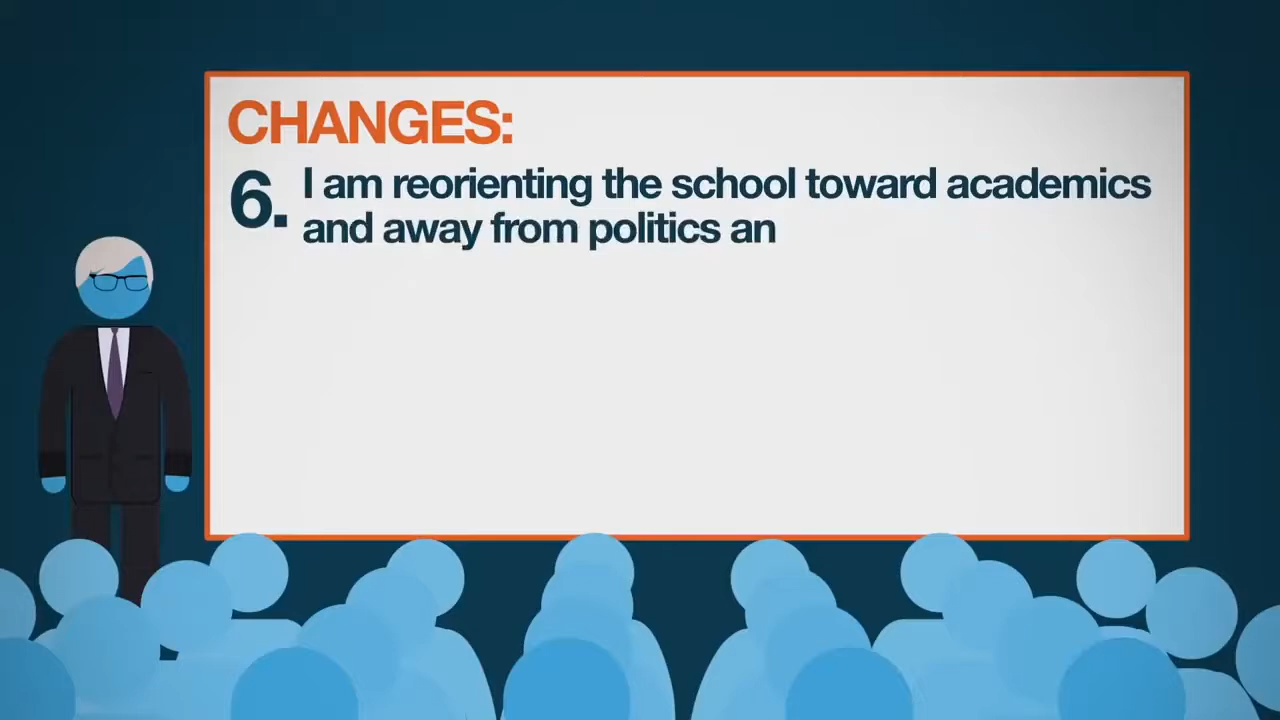 CHANGES:
6. I am reorienting the school toward academics
and away from politics an